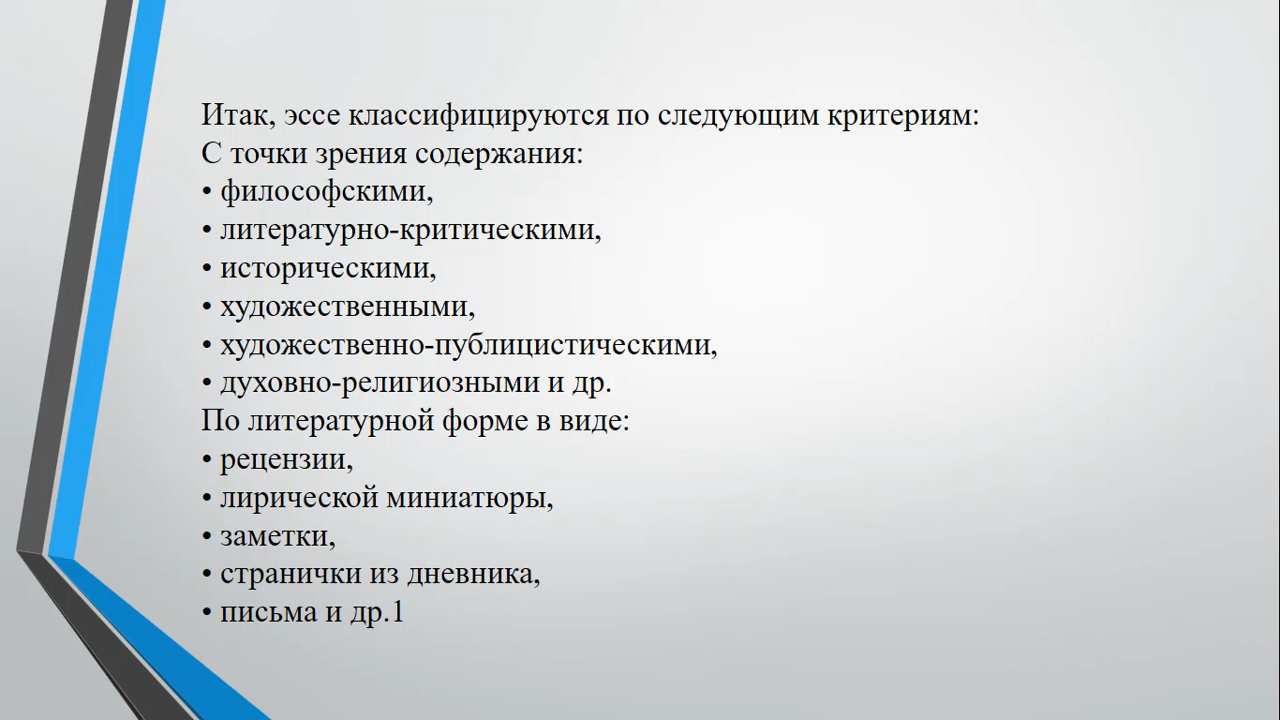 Итак, эссе классифицируются по следующим критериям:
С точки зрения содержания:
• философскими,
• литературно-критическими,
• историческими,
• художественными,
• художественно-публицистическими,
• духовно-религиозными и др.
По литературной форме в виде:
• рецензии,
• лирической миниатюры,
• заметки,
• странички из дневника,
• письма и др.1